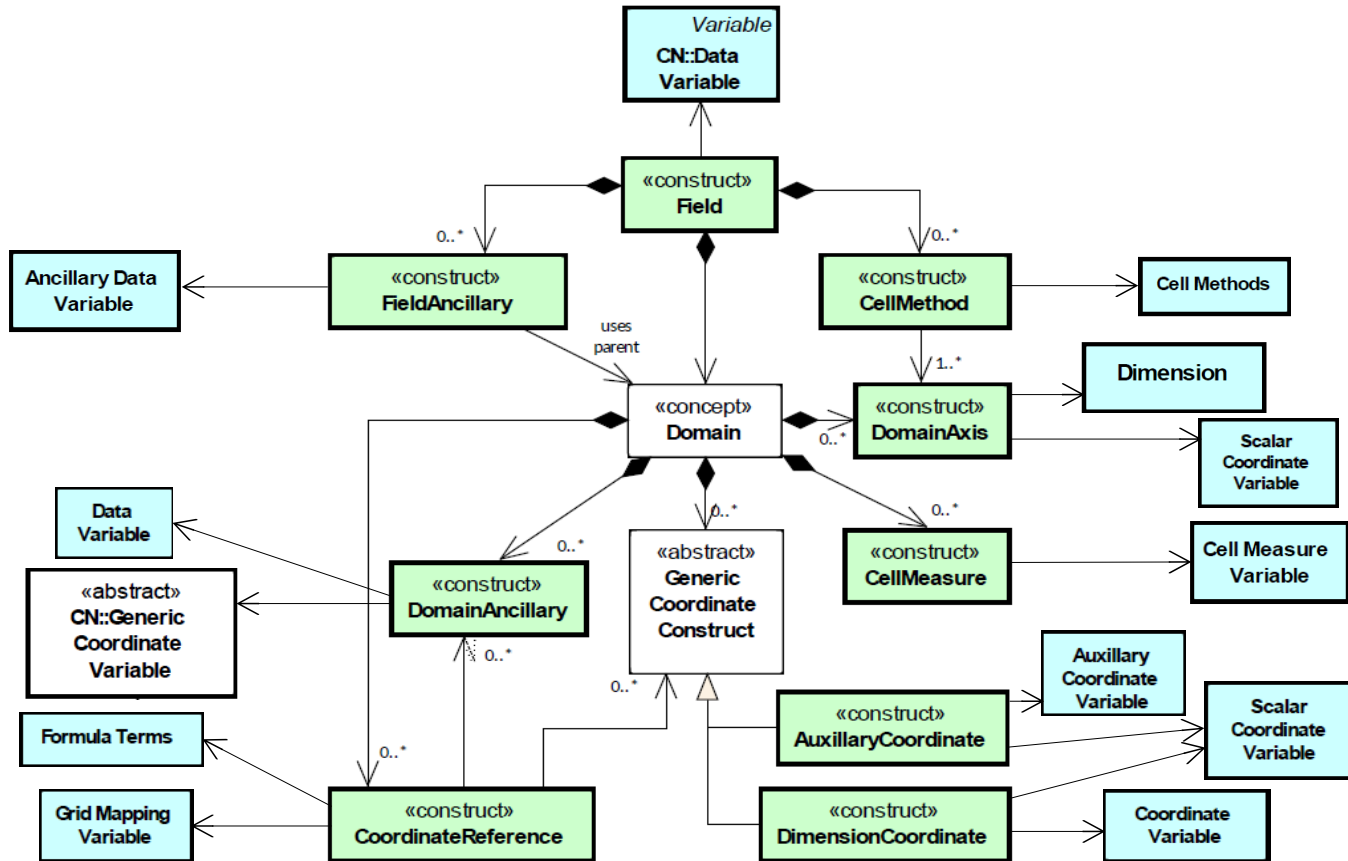 Variable
CN::Data
Variable
«construct»
Field
0..*
0..*
Ancillary Data
Variable
«construct»
FieldAncillary
«construct»
CellMethod
Cell Methods
uses
parent
1..*
Dimension
«concept»
Domain
0..*
«construct»
DomainAxis
Scalar
Coordinate
Variable
Data
Variable
0..*
0..*
0..*
«abstract»
Generic
Coordinate
Construct
«construct»
CellMeasure
Cell Measure
Variable
«abstract»
CN::Generic
Coordinate
Variable
«construct»
DomainAncillary
0..*
0..*
Auxillary
Coordinate
Variable
Formula Terms
0..*
«construct»
AuxillaryCoordinate
Scalar
Coordinate
Variable
Grid Mapping
Variable
«construct»
CoordinateReference
«construct»
DimensionCoordinate
Coordinate
Variable